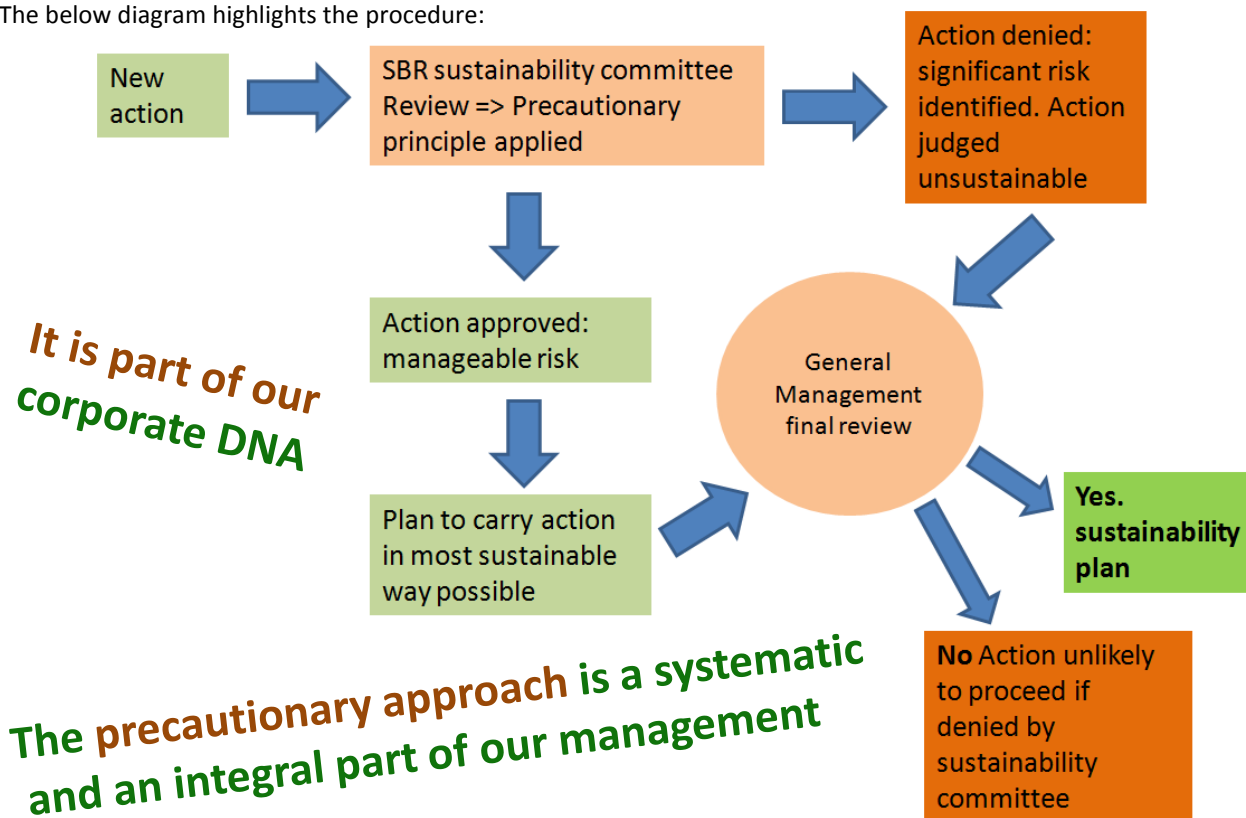 The below diagram highlights the procedure:
New
action
SBR sustainability committee
Review => Precautionary
principle applied
Action denied:
significant risk
identified. Action
judged
unsustainable
Action approved:
manageable risk
It is part of our
corporate DNA
General
Management
final review
Plan to carry action
in most sustainable
way possible
Yes.
sustainability
plan
No Action unlikely
to proceed if
denied by
sustainability
committee
The precautionary approach is a systematic
and an integral part of our management